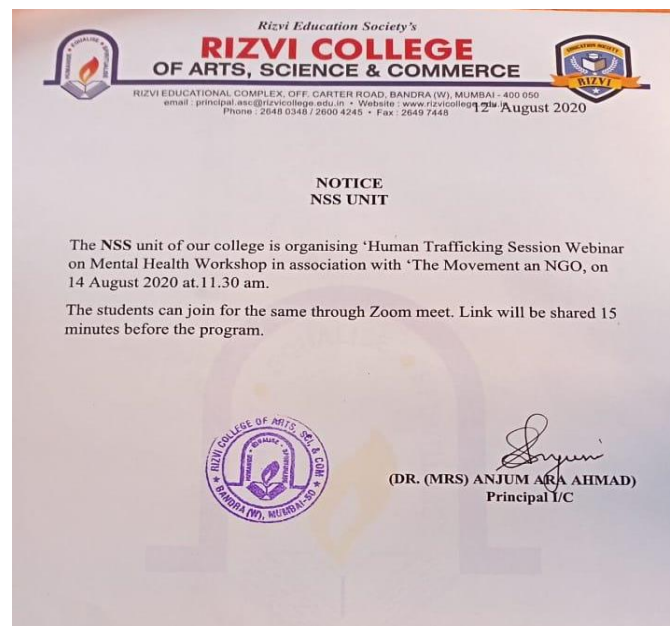 Rizvi Education Society's
RIZVI COLLEGE
OF ARTS, SCIENCE & COMMERCE
HUMANISE • EQUALISE • SPIRITUALISE
EDUCATION SOCIETY
RIZVI
RIZVI EDUCATIONAL COMPLEX, OFF. CARTER ROAD, BANDRA (W), MUMBAI - 400 050
email : principal.asc@rizvicollege.edu.in • Website : www.rizvicollege.edu.in
Phone : 2648 0348 / 2600 4245 • Fax : 2649 7448
12th August 2020
NOTICE
NSS UNIT
The NSS unit of our college is organising 'Human Trafficking Session Webinar
on Mental Health Workshop in association with 'The Movement an NGO, on
14 August 2020 at.11.30 am.
The students can join for the same through Zoom meet. Link will be shared 15
minutes before the program.
RIZVI COLLEGE OF ARTS, SCI, & COM
BANDRA (W), MUMBAI-50
(DR. (MRS) ANJUM ARA AHMAD)
Principal I/C